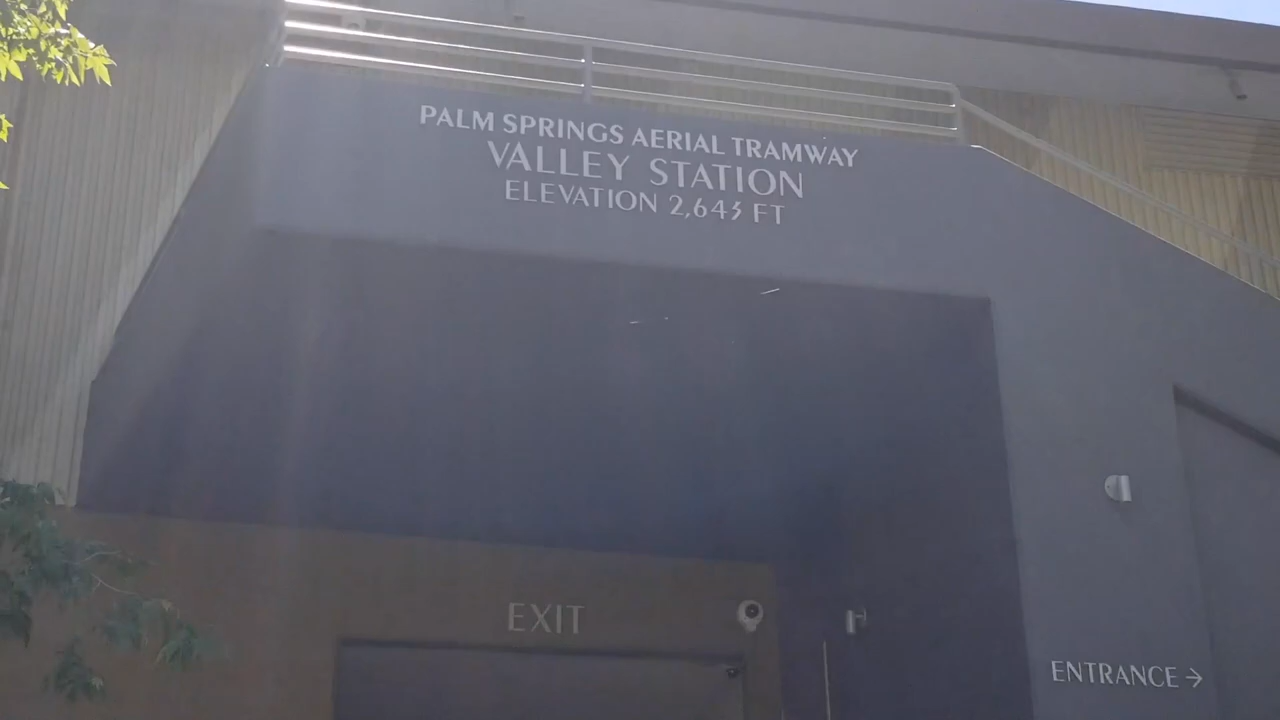 PALM SPRINGS AERIAL TRAMWAY
VALLEY STATION
ELEVATION 2,643 FT
EXIT
ENTRANCE →